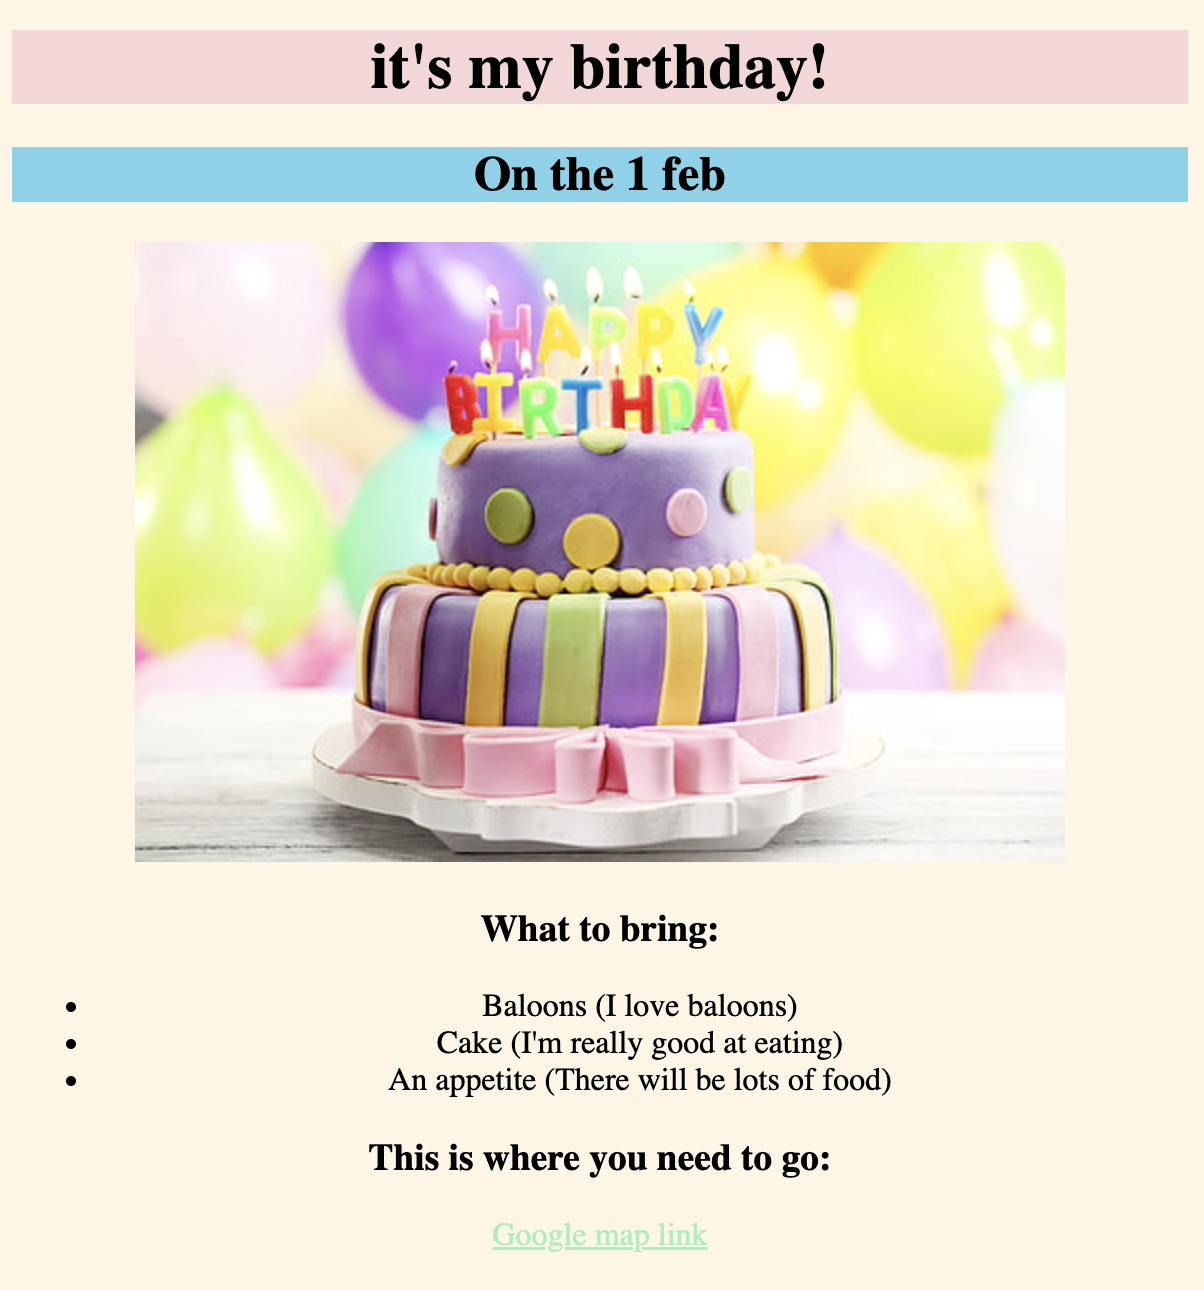 it's my birthday!
On the 1 feb
HAPPY
BIRTHDAY
What to bring:
Baloons (I love baloons)
Cake (I'm really good at eating)
An appetite (There will be lots of food)
This is where you need to go:
Google map link